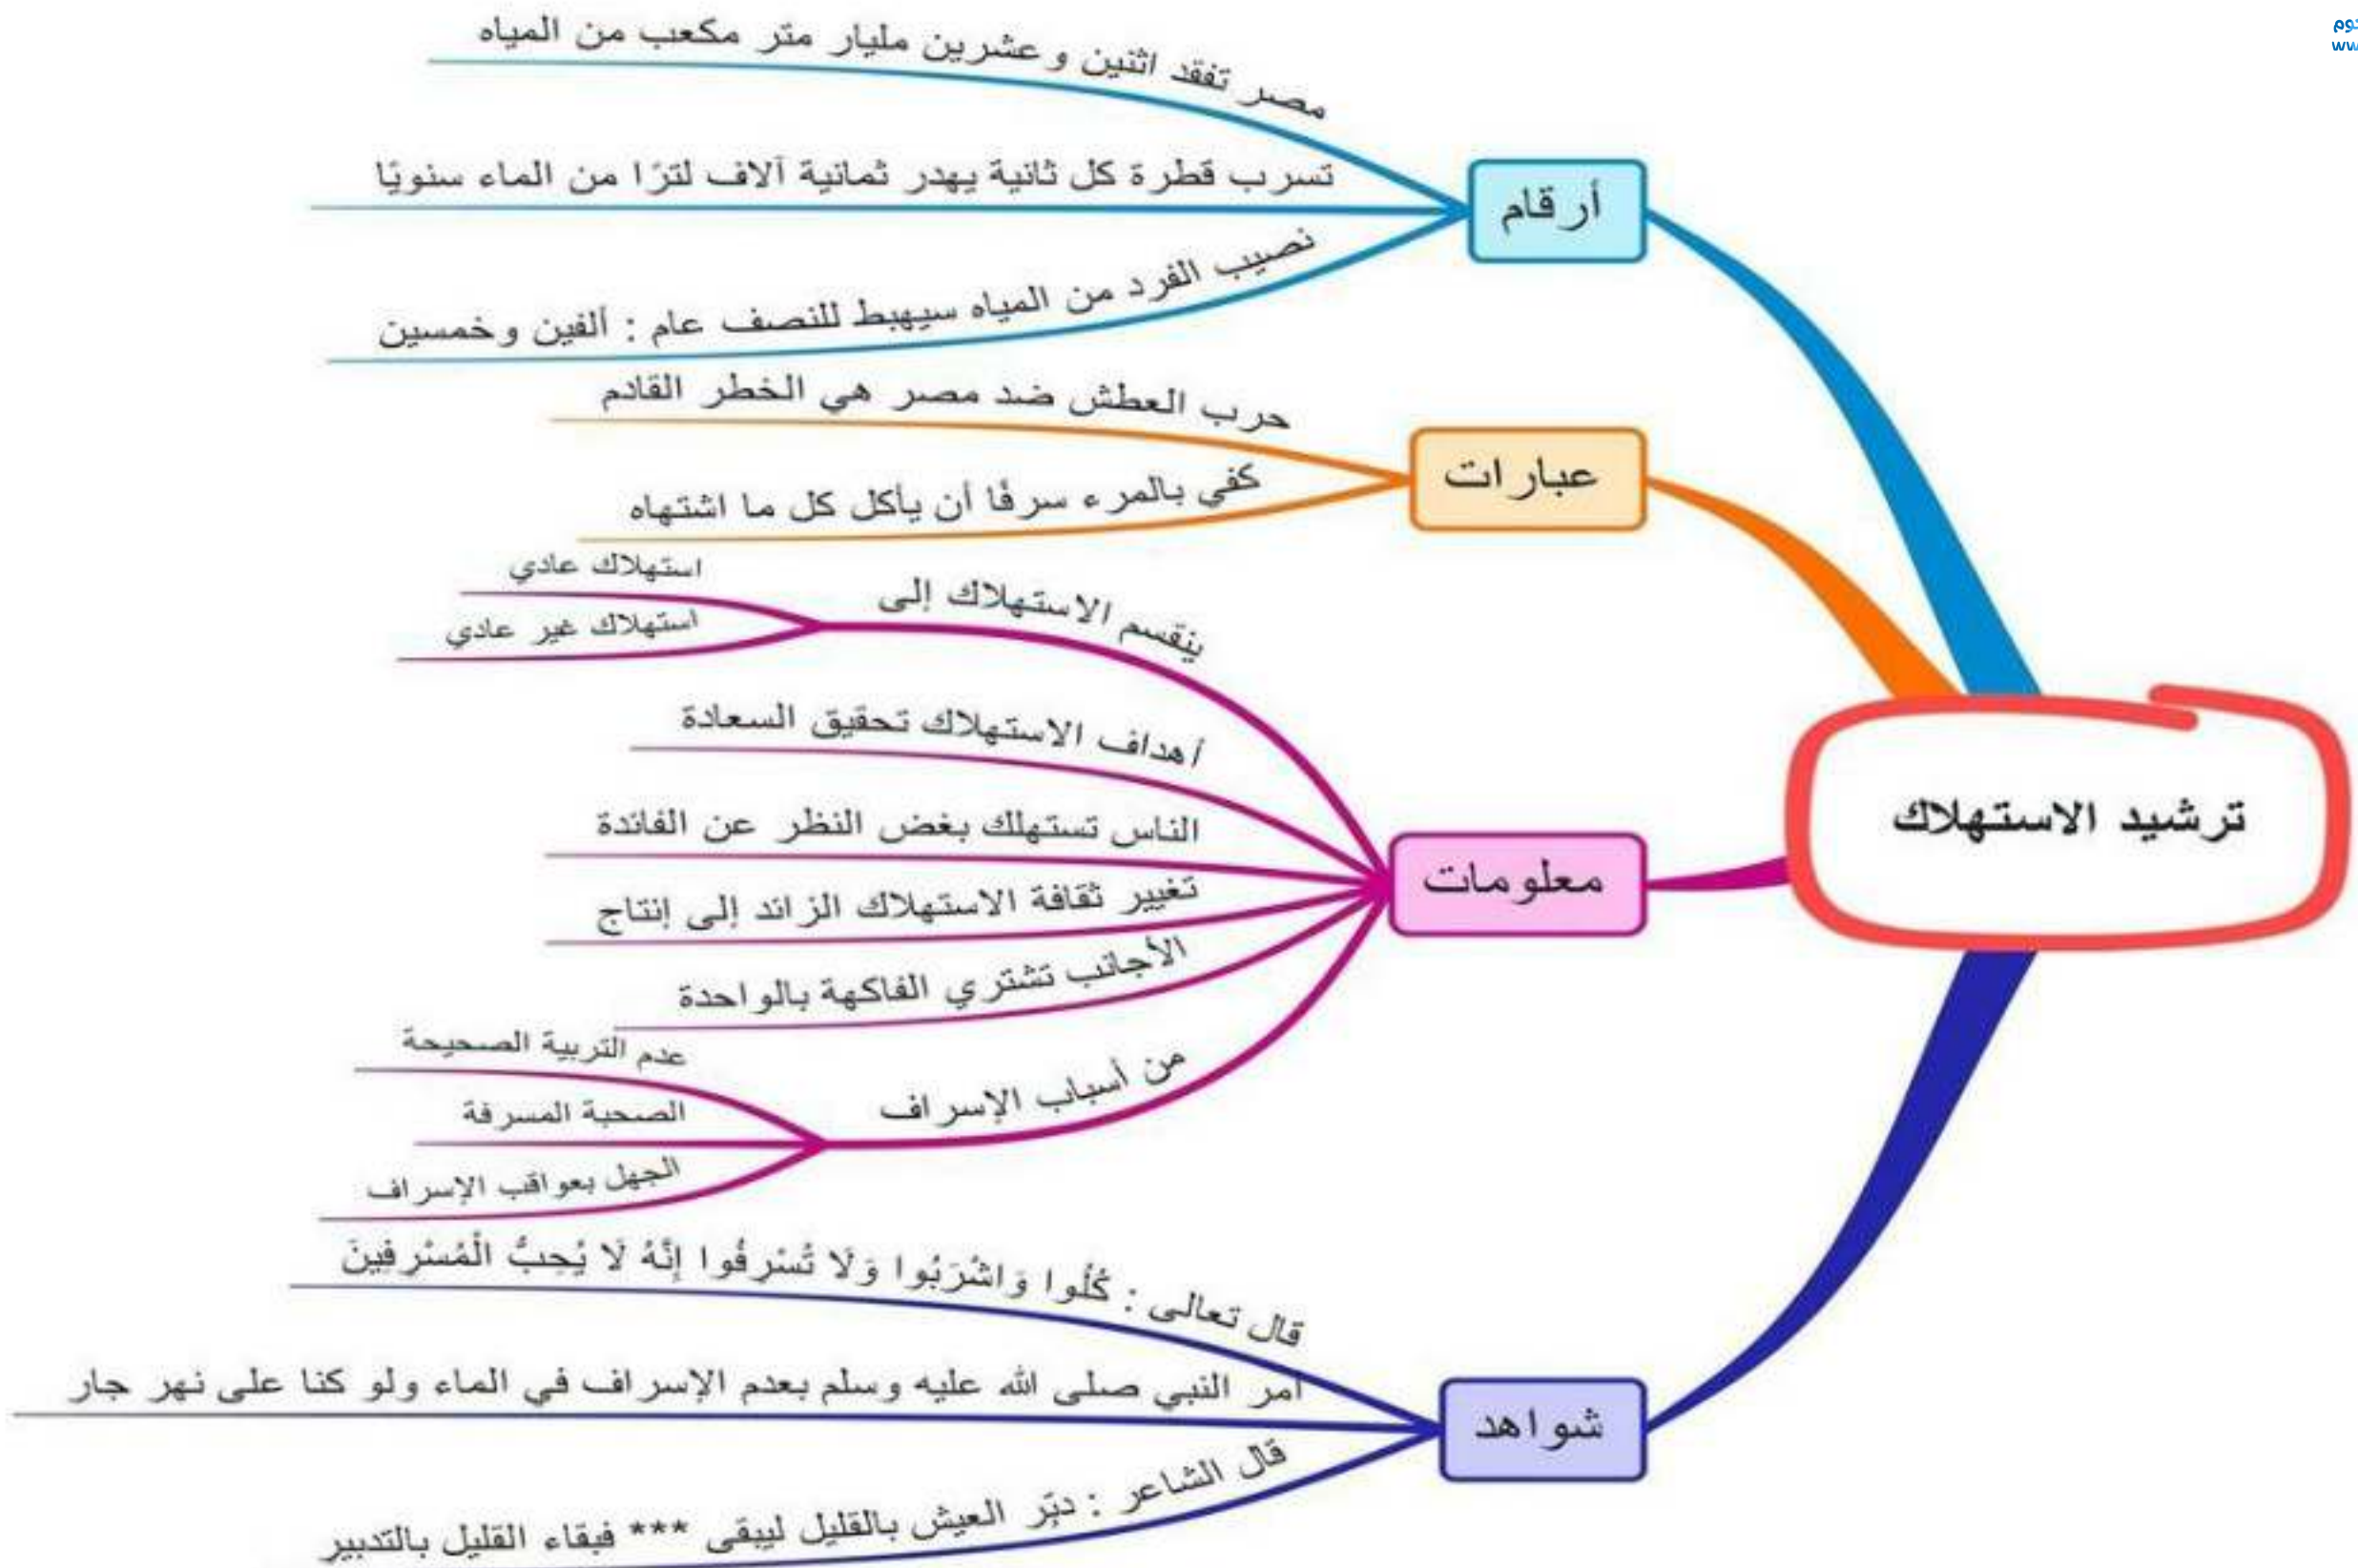 ترشيد الاستهلاك
أرقام
مصر تفقد اثنين وعشرين مليار متر مكعب من المياه
تسرب قطرة كل ثانية يهدر ثمانية آلاف لترًا من الماء سنويًا
نصيب الفرد من المياه سيهبط للنصف عام : ألفين وخمسين
عبارات
حرب العطش ضد مصر هي الخطر القادم
كفي بالمرء سرفًا أن يأكل كل ما اشتهاه
معلومات
ينقسم الاستهلاك إلى
استهلاك عادي
استهلاك غير عادي
أهداف الاستهلاك تحقيق السعادة
الناس تستهلك بغض النظر عن الفائدة
تغيير ثقافة الاستهلاك الزائد إلى إنتاج
الأجانب تشتري الفاكهة بالواحدة
من أسباب الإسراف
عدم التربية الصحيحة
الصحبة المسرفة
الجهل بعواقب الإسراف
شواهد
قال تعالى : كُلُوا وَاشْرَبُوا وَلَا تُسْرِفُوا إِنَّهُ لَا يُحِبُّ الْمُسْرِفِينَ
أمر النبي صلى الله عليه وسلم بعدم الإسراف في الماء ولو كنا على نهر جار
قال الشاعر : دبّر العيش بالقليل ليبقى *** فبقاء القليل بالتدبير